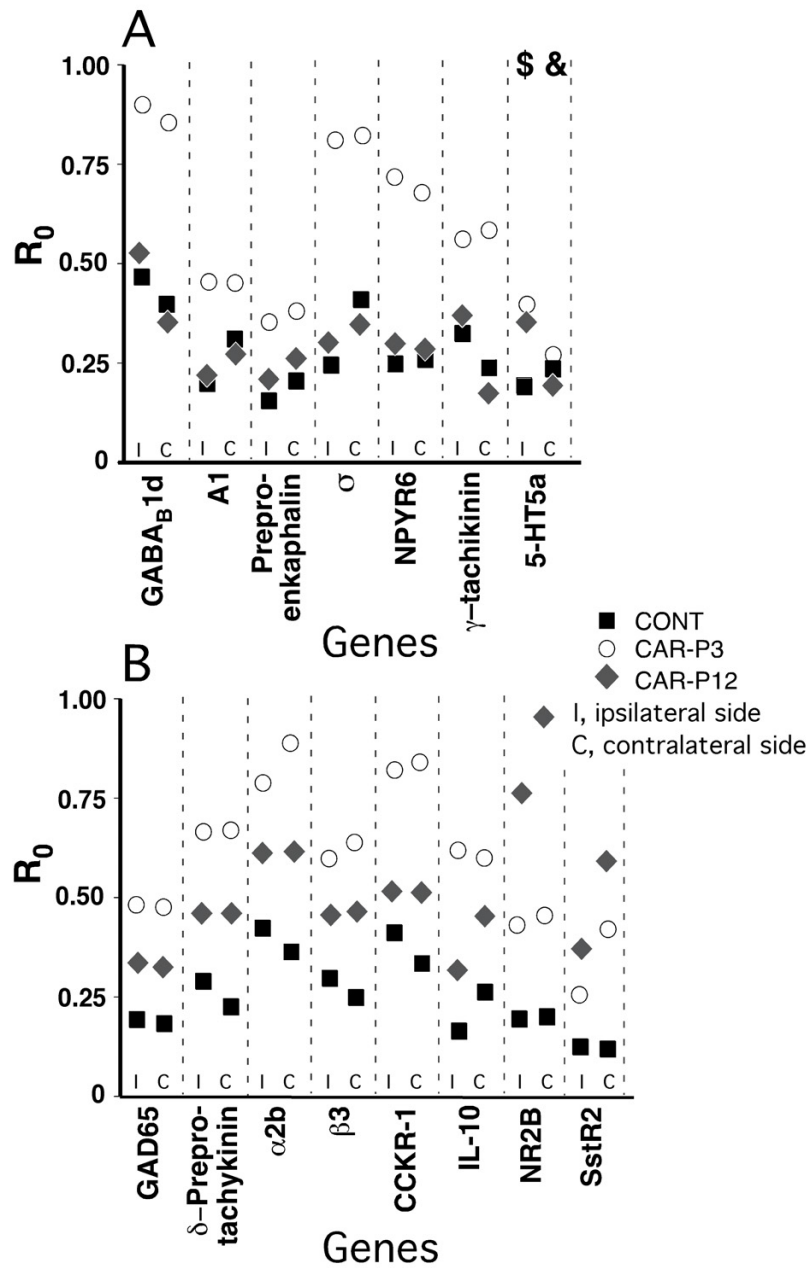 A
$ &
1.00
0.75
0.50
0.25
0
R0
I C I C I C I C I C I C I C
GABAB1d
A1
Prepro-
enkaphalin
σ
NPYR6
γ-tachikinin
5-HT5a
Genes
CONT
CAR-P3
CAR-P12
I, ipsilateral side
C, contralateral side
B
1.00
0.75
0.50
0.25
0
R0
I C I C I C I C I C I C I C I C
GAD65
δ-Prepro-
tachykinin
α2b
β3
CCKR-1
IL-10
NR2B
SstR2
Genes